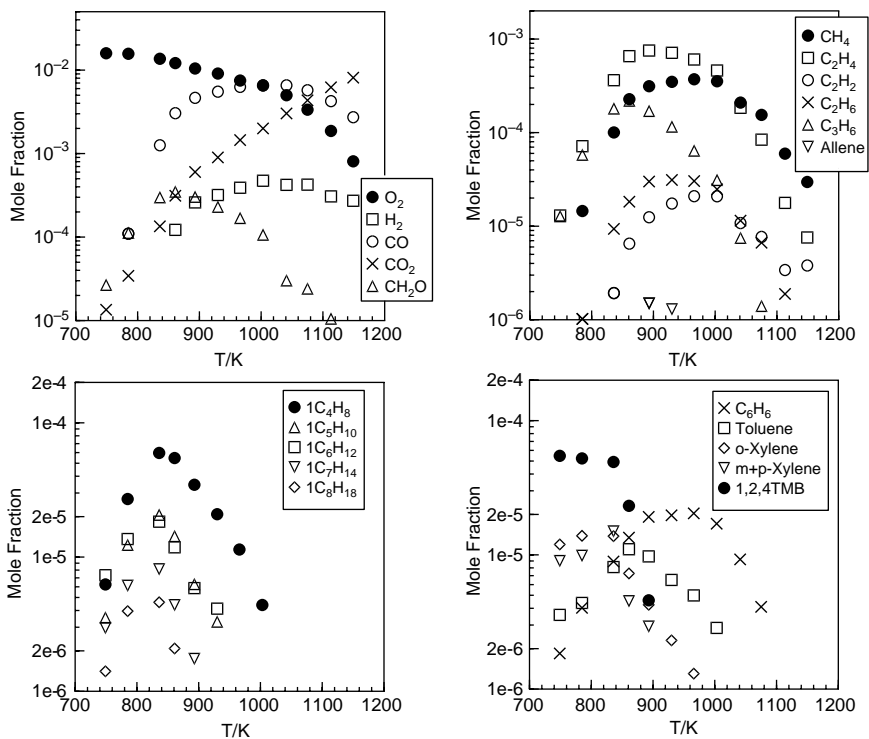 Mole Fraction
10⁻²
10⁻³
10⁻⁴
10⁻⁵
700 800 900 1000 1100 1200
T/K
O₂
H₂
CO
CO₂
CH₂O
Mole Fraction
10⁻³
10⁻⁴
10⁻⁵
10⁻⁶
700 800 900 1000 1100 1200
T/K
CH₄
C₂H₄
C₂H₂
C₂H₆
C₃H₆
Allene
Mole Fraction
2e-4
1e-4
2e-5
1e-5
2e-6
1e-6
700 800 900 1000 1100 1200
T/K
1C₄H₈
1C₅H₁₀
1C₆H₁₂
1C₇H₁₄
1C₈H₁₈
Mole Fraction
2e-4
1e-4
2e-5
1e-5
2e-6
1e-6
700 800 900 1000 1100 1200
T/K
C₆H₆
Toluene
o-Xylene
m+p-Xylene
1,2,4TMB